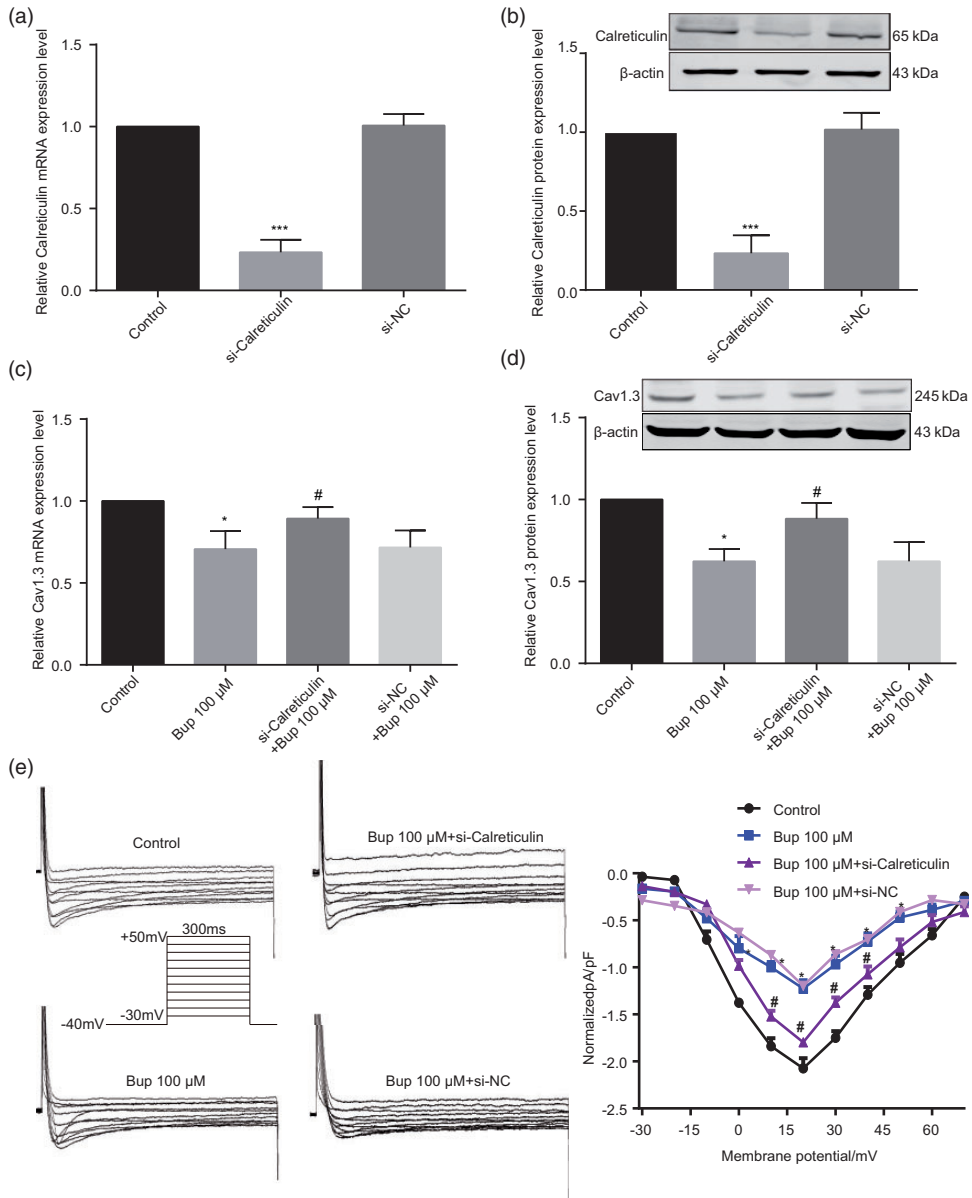 (a)
Relative Calreticulin mRNA expression level
1.5
1.0
0.5
0.0
***
Control
si-Calreticulin
si-NC
(b)
Relative Calreticulin protein expression level
Calreticulin
65 kDa
β-actin
43 kDa
1.5
1.0
0.5
0.0
***
Control
si-Calreticulin
si-NC
(c)
Relative Cav1.3 mRNA expression level
1.5
1.0
0.5
0.0
*
#
Control
Bup 100 μM
si-Calreticulin
+Bup 100 μM
si-NC
+Bup 100 μM
(d)
Relative Cav1.3 protein expression level
Cav1.3
245 kDa
β-actin
43 kDa
1.5
1.0
0.5
0.0
*
#
Control
Bup 100 μM
si-Calreticulin
+Bup 100 μM
si-NC
+Bup 100 μM
(e)
Control
Bup 100 μM+si-Calreticulin
+50mV
300ms
-40mV
-30mV
Bup 100 μM
Bup 100 μM+si-NC
Control
Bup 100 μM
Bup 100 μM+si-Calreticulin
Bup 100 μM+si-NC
NormalizedpA/pF
0.0
-0.5
-1.0
-1.5
-2.0
-2.5
* * * * * *
# # # #
-30 -15 0 15 30 45 60
Membrane potential/mV